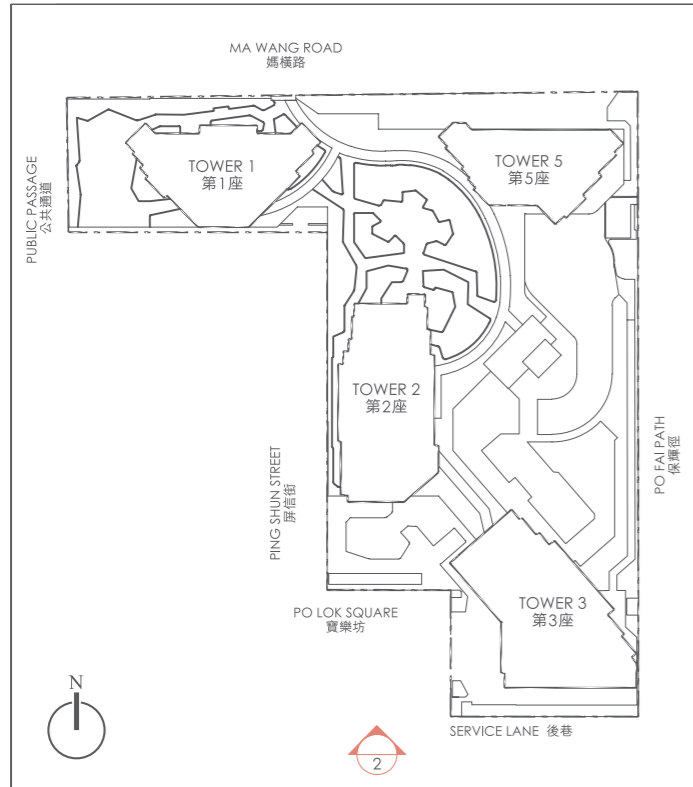 MA WANG ROAD
媽橫路
PUBLIC PASSAGE
公共通道
TOWER 1
第1座
TOWER 5
第5座
TOWER 2
第2座
PING SHUN STREET
屏信街
PO FAI PATH
保輝徑
TOWER 3
第3座
PO LOK SQUARE
寶樂坊
N
SERVICE LANE 後巷
2